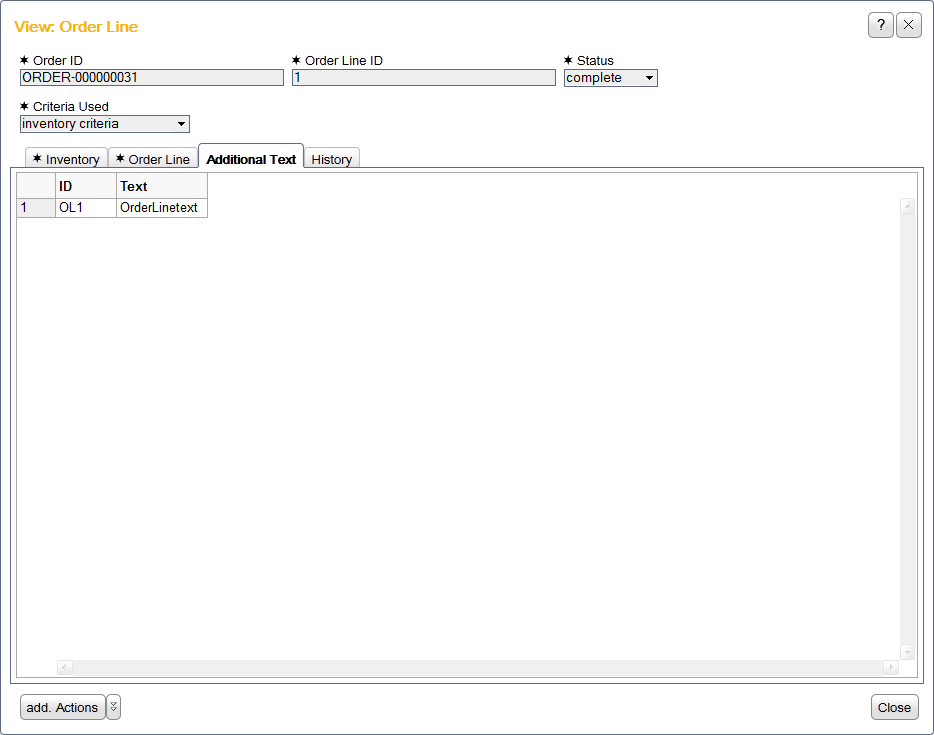 View: Order Line
?
✶ Order ID ✶ Order Line ID ✶ Status
ORDER-000000031 1 complete
✶ Criteria Used
inventory criteria
✶ Inventory ✶ Order Line Additional Text History
ID Text
1 OL1 OrderLinetext
add. Actions Close